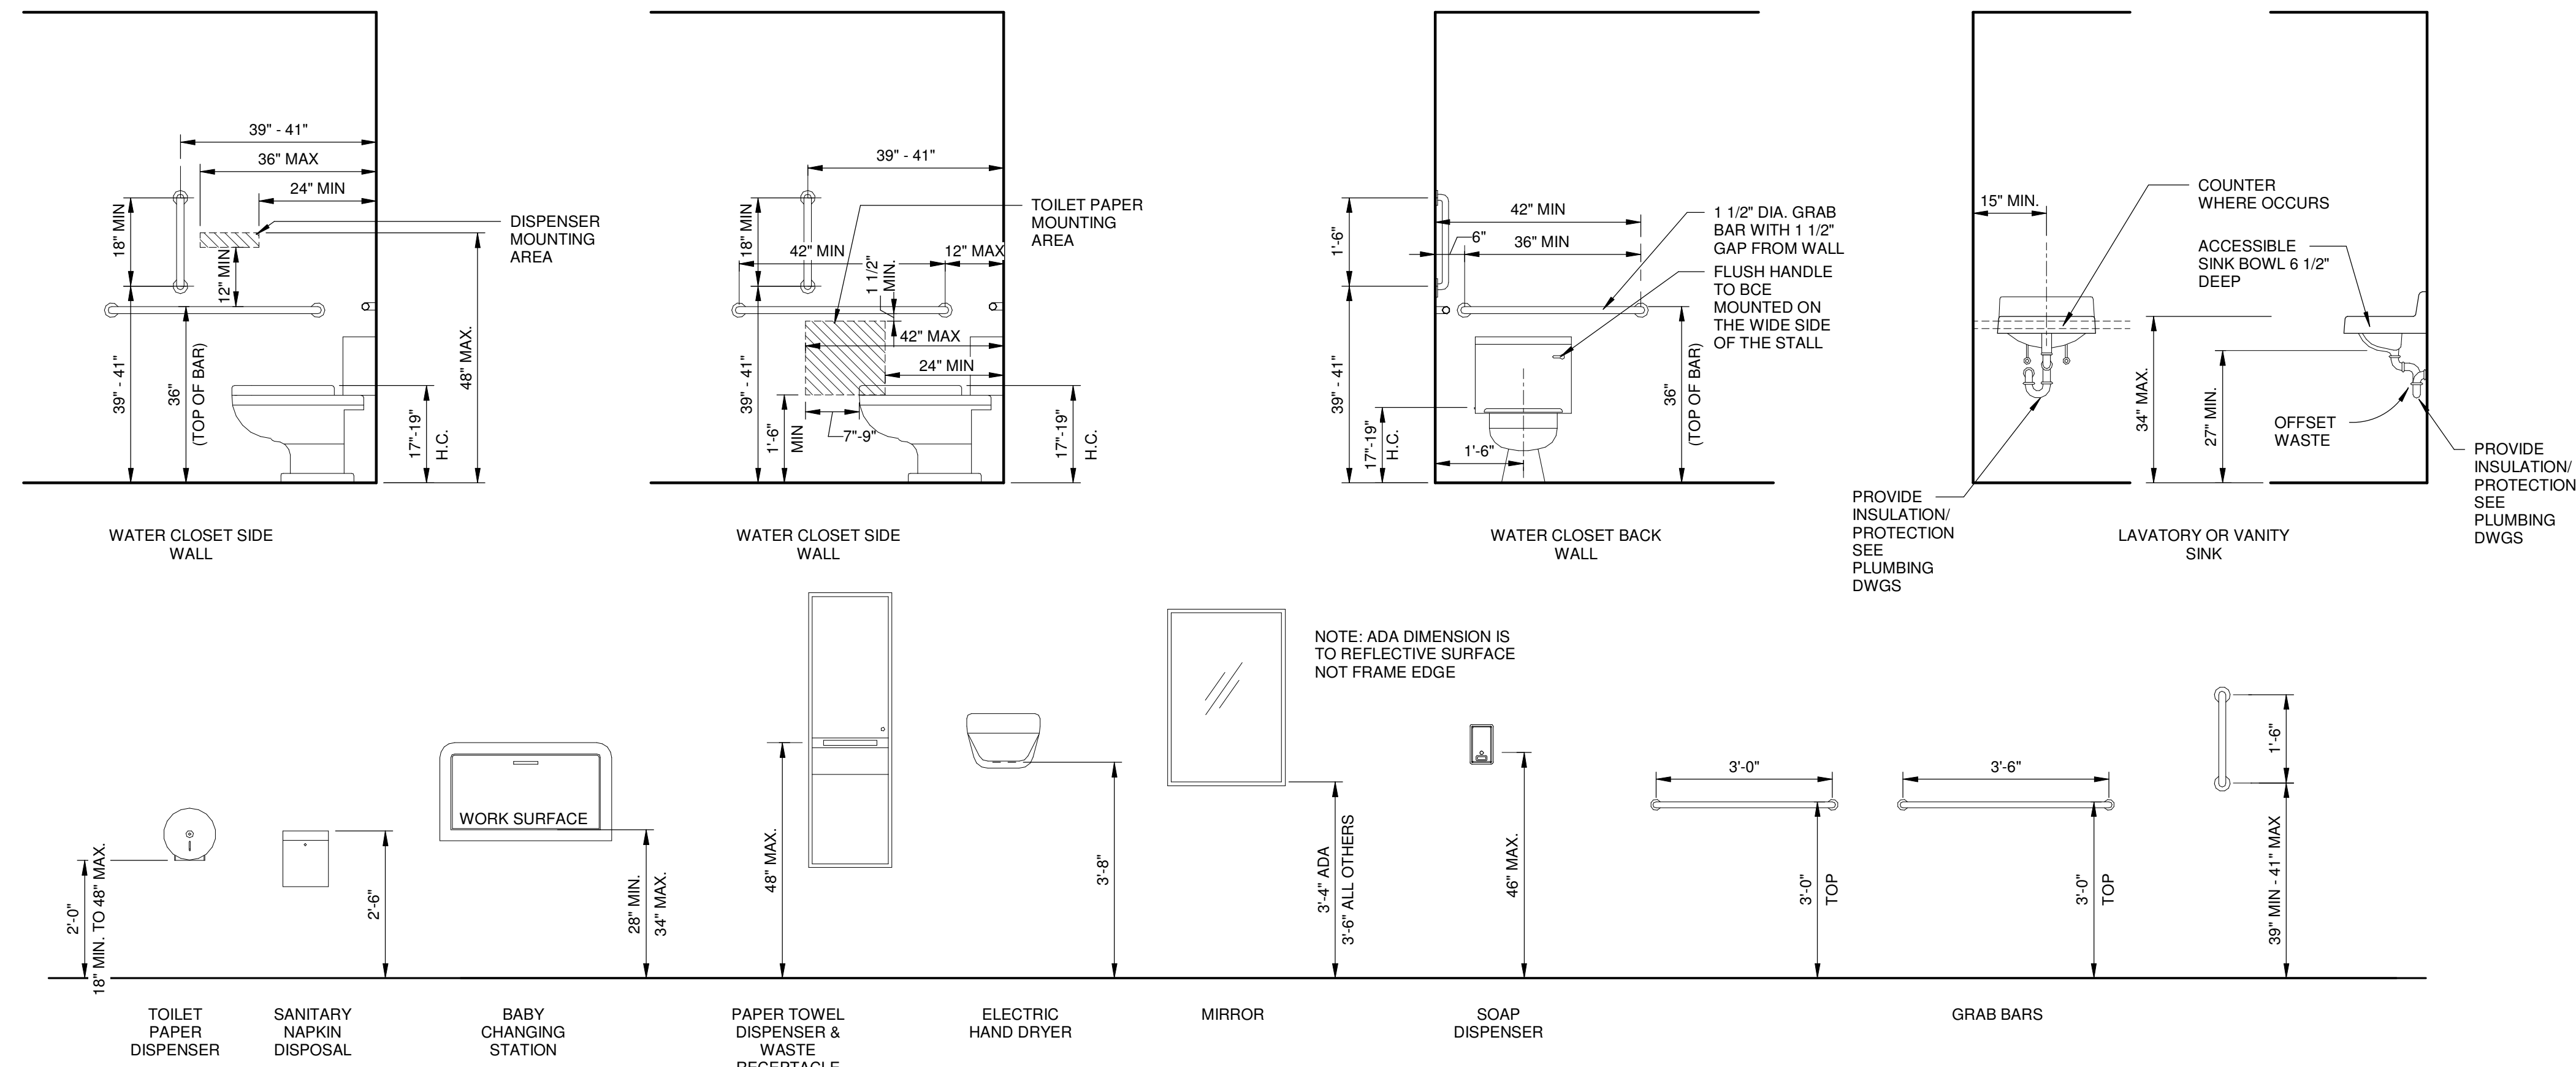 39" - 41"
36" MAX
24" MIN
18" MIN
12" MIN
DISPENSER
MOUNTING
AREA
39" - 41"
36"
(TOP OF BAR)
17"-19"
H.C.
48" MAX.
WATER CLOSET SIDE
WALL
39" - 41"
18" MIN
42" MIN
1 1/2"
MIN.
12" MAX
TOILET PAPER
MOUNTING
AREA
42" MAX
24" MIN
39" - 41"
1'-6"
MIN
7"-9"
17"-19"
H.C.
WATER CLOSET SIDE
WALL
1'-6"
42" MIN
6"
36" MIN
1 1/2" DIA. GRAB
BAR WITH 1 1/2"
GAP FROM WALL
FLUSH HANDLE
TO BCE
MOUNTED ON
THE WIDE SIDE
OF THE STALL
39" - 41"
17"-19"
H.C.
1'-6"
36"
(TOP OF BAR)
WATER CLOSET BACK
WALL
15" MIN.
COUNTER
WHERE OCCURS
ACCESSIBLE
SINK BOWL 6 1/2"
DEEP
34" MAX.
27" MIN.
OFFSET
WASTE
PROVIDE
INSULATION/
PROTECTION
SEE
PLUMBING
DWGS
PROVIDE
INSULATION/
PROTECTION
SEE
PLUMBING
DWGS
LAVATORY OR VANITY
SINK
2'-0"
18" MIN. TO 48" MAX.
TOILET
PAPER
DISPENSER
2'-6"
SANITARY
NAPKIN
DISPOSAL
WORK SURFACE
28" MIN.
34" MAX.
BABY
CHANGING
STATION
48" MAX.
PAPER TOWEL
DISPENSER &
WASTE
RECEPTACLE
3'-8"
ELECTRIC
HAND DRYER
NOTE: ADA DIMENSION IS
TO REFLECTIVE SURFACE
NOT FRAME EDGE
3'-4" ADA
3'-6" ALL OTHERS
MIRROR
46" MAX.
SOAP
DISPENSER
3'-0"
3'-0"
TOP
3'-6"
3'-0"
TOP
1'-6"
39" MIN - 41" MAX
GRAB BARS